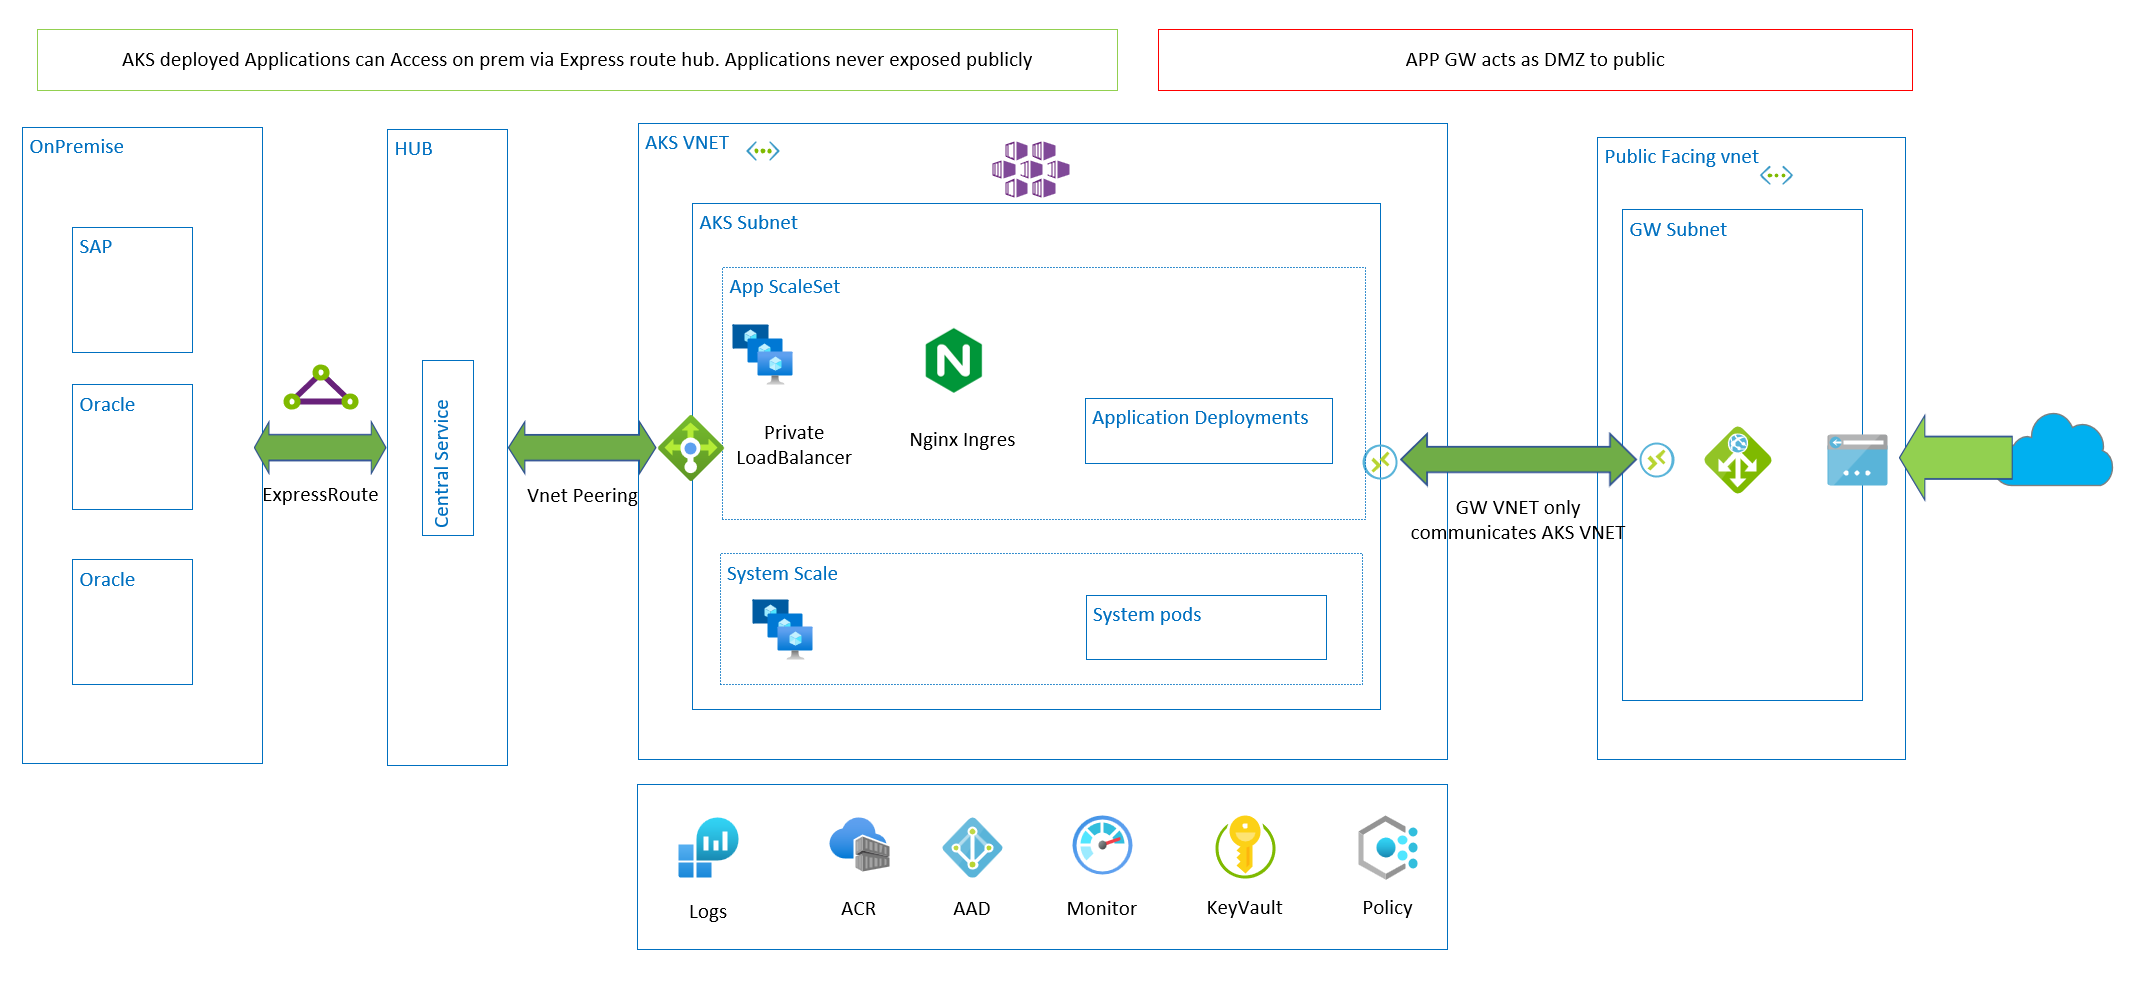 AKS deployed Applications can Access on prem via Express route hub. Applications never exposed publicly
APP GW acts as DMZ to public
OnPremise
SAP
Oracle
Oracle
ExpressRoute
HUB
Central Service
Vnet Peering
AKS VNET
AKS Subnet
App ScaleSet
Private
LoadBalancer
N
Nginx Ingres
Application Deployments
System Scale
System pods
GW VNET only
communicates AKS VNET
Public Facing vnet
GW Subnet
Logs
ACR
AAD
Monitor
KeyVault
Policy